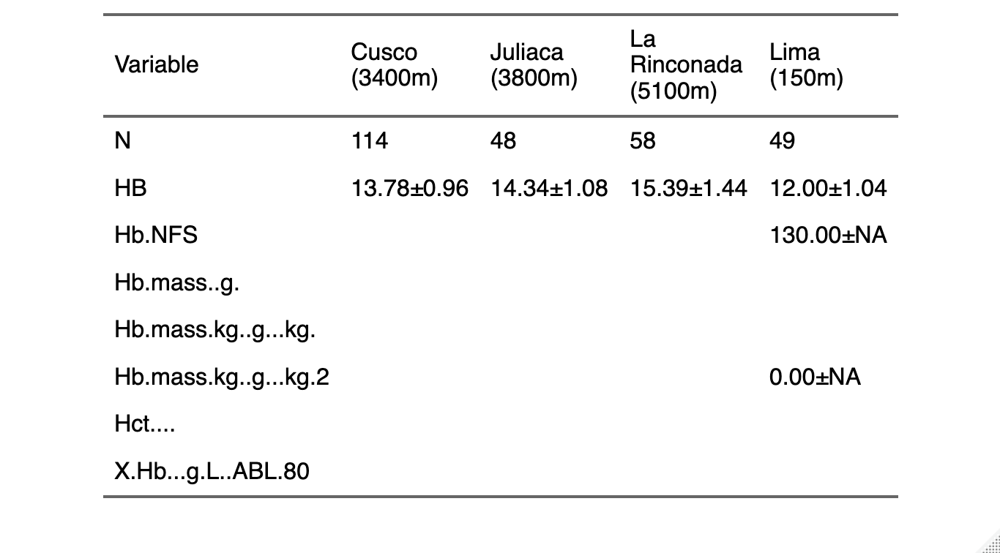 Variable Cusco (3400m) Juliaca (3800m) La Rinconada (5100m) Lima (150m)
N 114 48 58 49
HB 13.78±0.96 14.34±1.08 15.39±1.44 12.00±1.04
Hb.NFS 130.00±NA
Hb.mass..g.
Hb.mass.kg..g...kg.
Hb.mass.kg..g...kg.2 0.00±NA
Hct....
X.Hb...g.L..ABL.80